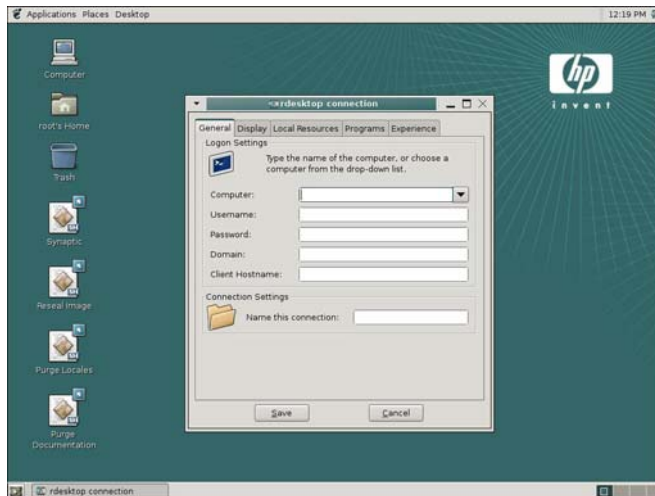 Applications Places Desktop
12:19 PM
Computer
root's Home
Trash
Synaptic
Reseal Image
Purge Locales
Purge
Documentation
hp
invent
rdesktop connection
General Display Local Resources Programs Experience
Logon Settings
Type the name of the computer, or choose a
computer from the drop-down list.
Computer:
Username:
Password:
Domain:
Client Hostname:
Connection Settings
Name this connection:
Save
Cancel
rdesktop connection